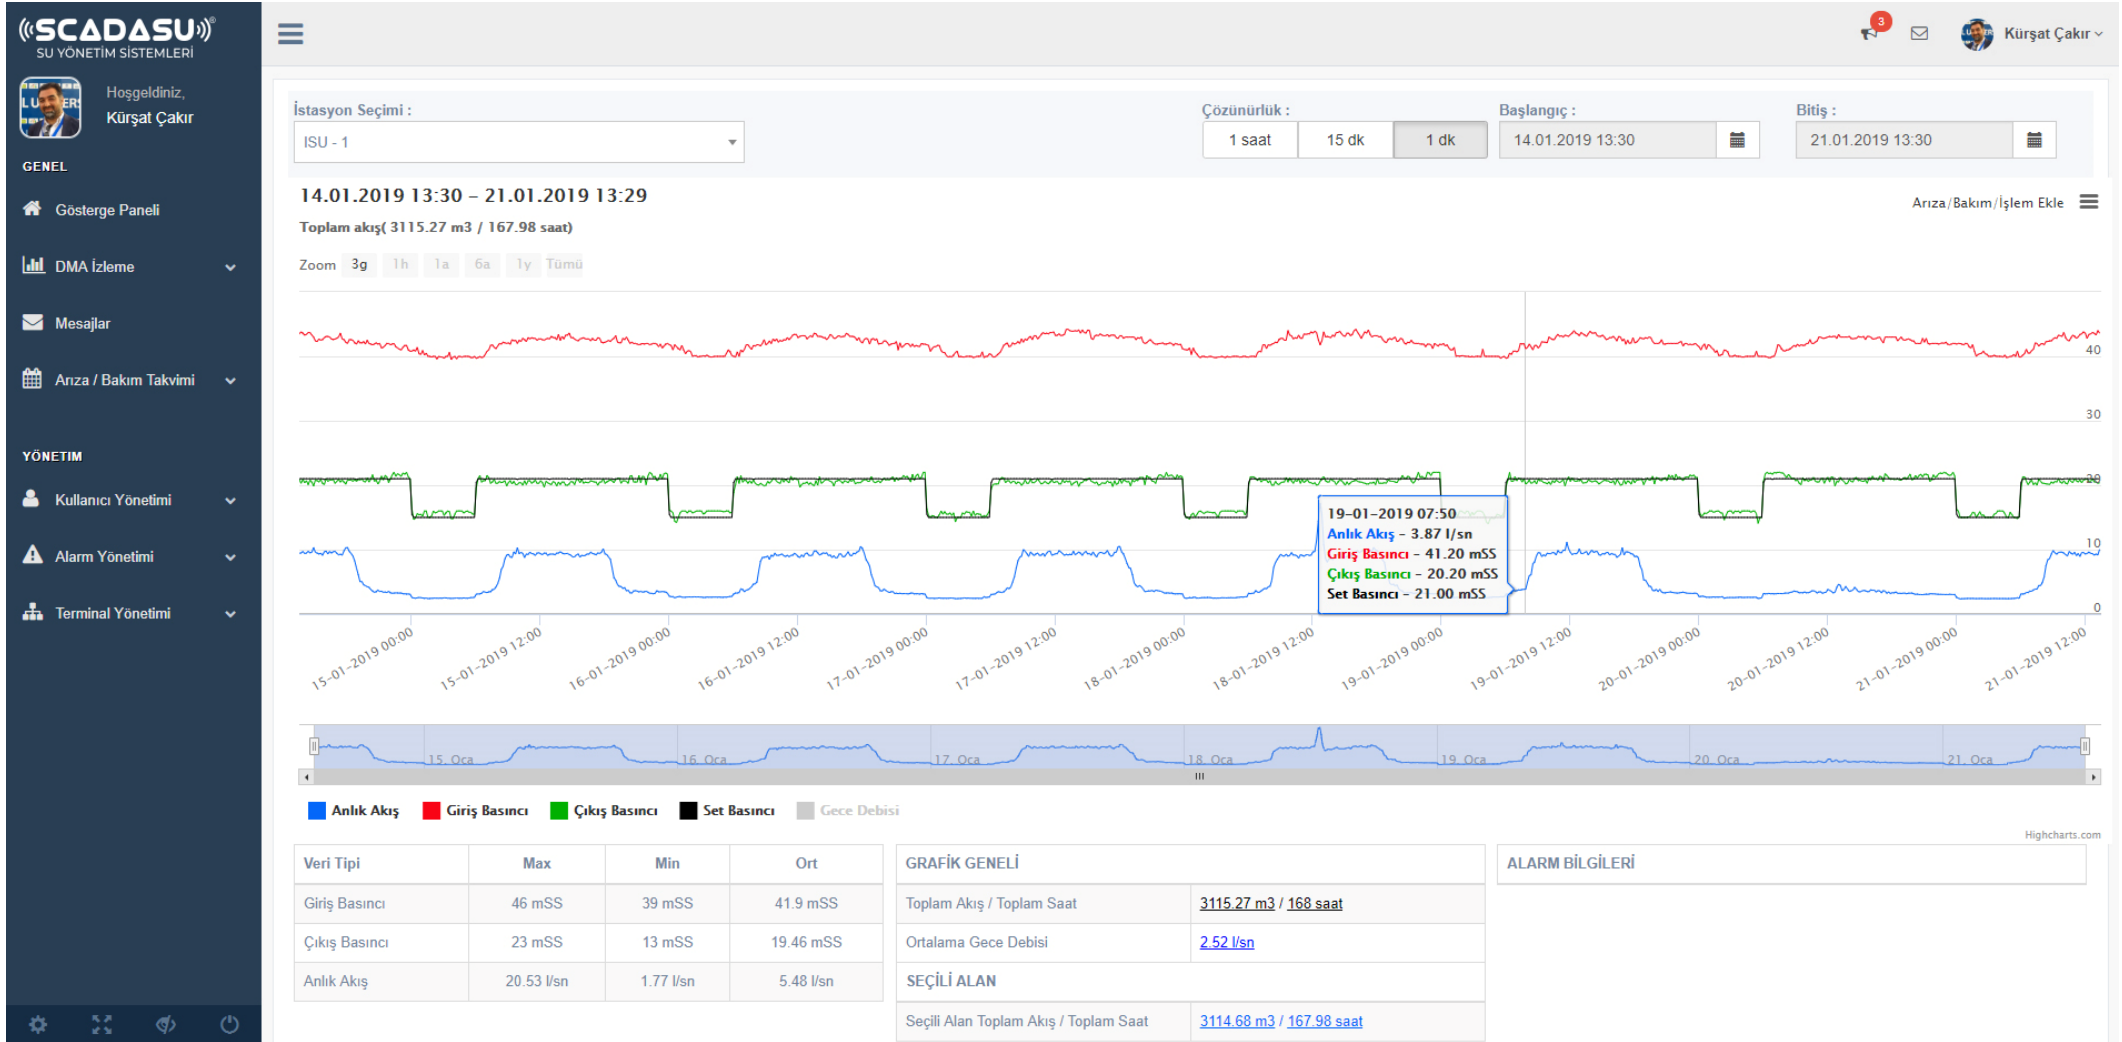 SCADASU®
SU YÖNETİM SİSTEMLERİ
Hoşgeldiniz,
Kürşat Çakır
GENEL
Gösterge Paneli
DMA İzleme
Mesajlar
Arıza / Bakım Takvimi
YÖNETIM
Kullanıcı Yönetimi
Alarm Yönetimi
Terminal Yönetimi
3
Kürşat Çakır
İstasyon Seçimi :
ISU - 1
Çözünürlük :
1 saat 15 dk 1 dk
Başlangıç :
14.01.2019 13:30
Bitiş :
21.01.2019 13:30
14.01.2019 13:30 – 21.01.2019 13:29
Toplam akış( 3115.27 m3 / 167.98 saat)
Arıza/Bakım/İşlem Ekle
Zoom 3g 1h 1a 6a 1y Tümü
40
30
20
10
0
19-01-2019 07:50
Anlık Akış - 3.87 l/sn
Giriş Basıncı - 41.20 mSS
Çıkış Basıncı - 20.20 mSS
Set Basıncı - 21.00 mSS
15-01-2019 00:00
15-01-2019 12:00
16-01-2019 00:00
16-01-2019 12:00
17-01-2019 00:00
17-01-2019 12:00
18-01-2019 00:00
18-01-2019 12:00
19-01-2019 00:00
19-01-2019 12:00
20-01-2019 00:00
20-01-2019 12:00
21-01-2019 00:00
21-01-2019 12:00
15. Oca 16. Oca 17. Oca 18. Oca 19. Oca 20. Oca 21. Oca
Anlık Akış Giriş Basıncı Çıkış Basıncı Set Basıncı Gece Debisi
Highcharts.com
Veri Tipi Max Min Ort
Giriş Basıncı 46 mSS 39 mSS 41.9 mSS
Çıkış Basıncı 23 mSS 13 mSS 19.46 mSS
Anlık Akış 20.53 l/sn 1.77 l/sn 5.48 l/sn
GRAFİK GENELİ
Toplam Akış / Toplam Saat 3115.27 m3 / 168 saat
Ortalama Gece Debisi 2.52 l/sn
SEÇİLİ ALAN
Seçili Alan Toplam Akış / Toplam Saat 3114.68 m3 / 167.98 saat
ALARM BİLGİLERİ